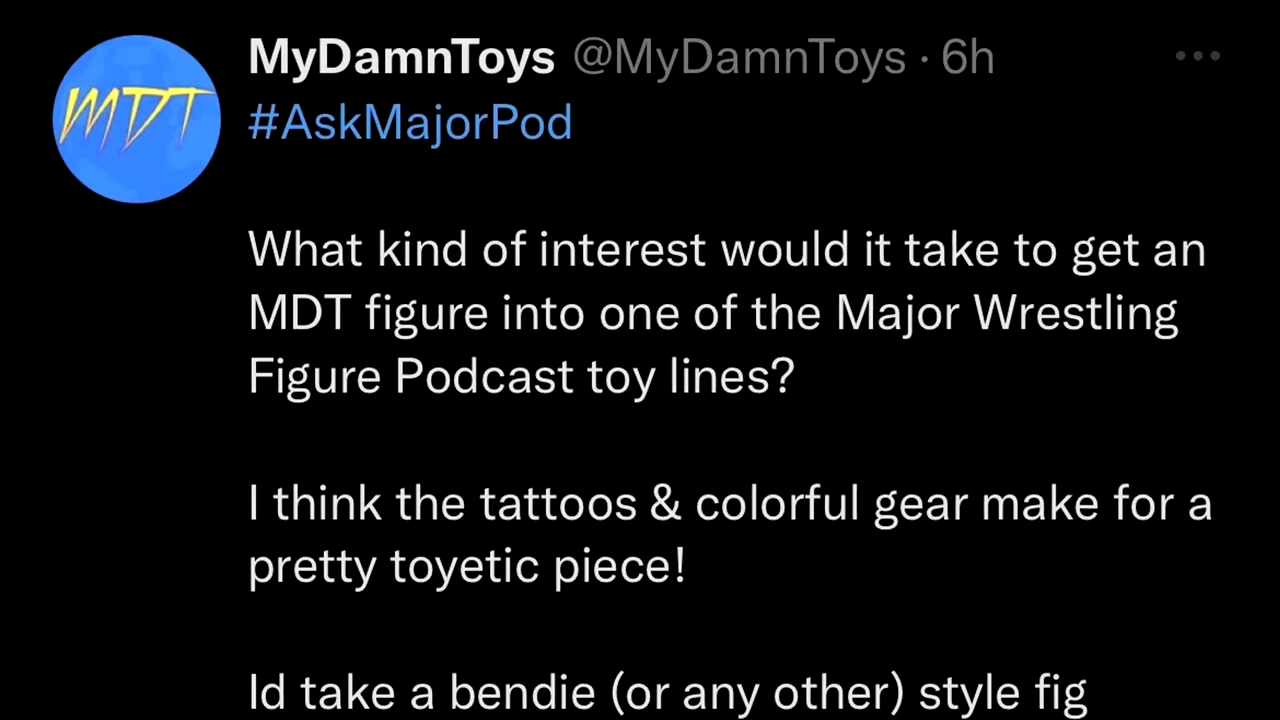 MDT
MyDamnToys @MyDamnToys · 6h
#AskMajorPod
What kind of interest would it take to get an
MDT figure into one of the Major Wrestling
Figure Podcast toy lines?
I think the tattoos & colorful gear make for a
pretty toyetic piece!
Id take a bendie (or any other) style fig